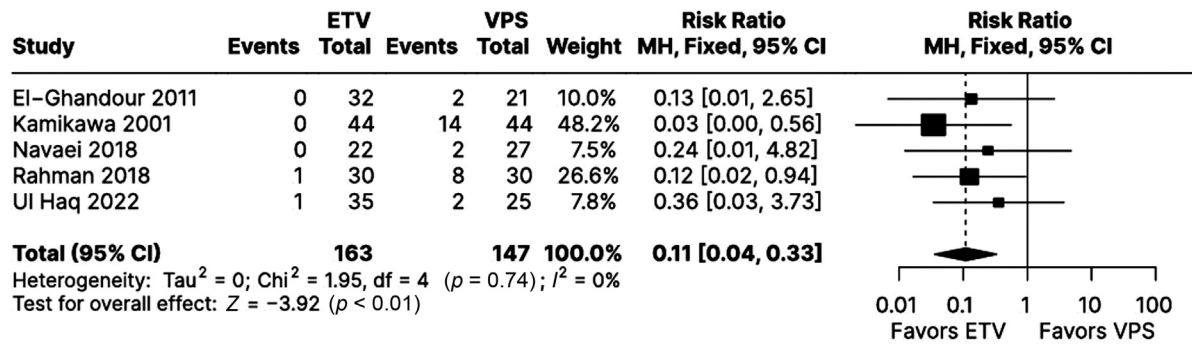 ETV VPS Risk Ratio Risk Ratio
Study Events Total Events Total Weight MH, Fixed, 95% CI MH, Fixed, 95% CI
El−Ghandour 2011 0 32 2 21 10.0% 0.13 [0.01, 2.65]
Kamikawa 2001 0 44 14 44 48.2% 0.03 [0.00, 0.56]
Navaei 2018 0 22 2 27 7.5% 0.24 [0.01, 4.82]
Rahman 2018 1 30 8 30 26.6% 0.12 [0.02, 0.94]
Ul Haq 2022 1 35 2 25 7.8% 0.36 [0.03, 3.73]
Total (95% CI) 163 147 100.0% 0.11 [0.04, 0.33]
Heterogeneity: Tau² = 0; Chi² = 1.95, df = 4 (p = 0.74); I² = 0%
Test for overall effect: Z = −3.92 (p < 0.01)
0.01 0.1 1 10 100
Favors ETV Favors VPS